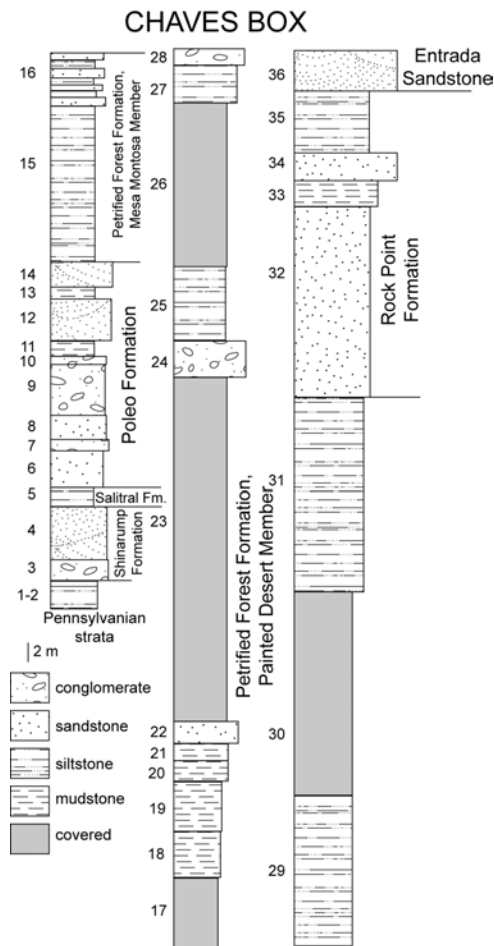 CHAVES BOX
16
15
14
13
12
11
10
9
8
7
6
5
4
3
1-2
Petrified Forest Formation,
Mesa Montosa Member
Poleo Formation
Salitral Fm.
Shinarump
Formation
Pennsylvanian
strata
2 m
conglomerate
sandstone
siltstone
mudstone
covered
28
27
26
25
24
23
22
21
20
19
18
17
Petrified Forest Formation,
Painted Desert Member
36
35
34
33
32
31
30
29
Entrada
Sandstone
Rock Point
Formation